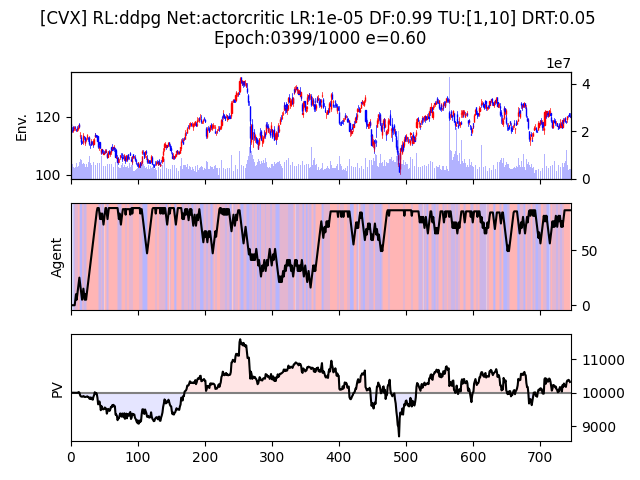 [CVX] RL:ddpg Net:actorcritic LR:1e-05 DF:0.99 TU:[1,10] DRT:0.05
Epoch:0399/1000 e=0.60
1e7
Env.
120
100
4
2
0
Agent
50
0
PV
11000
10000
9000
0 100 200 300 400 500 600 700